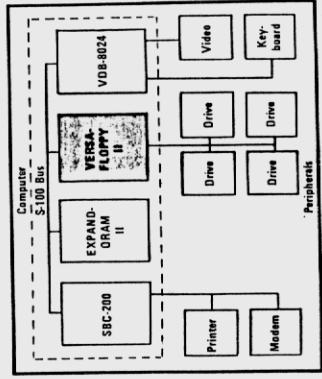 Computer
S-100 Bus
SBC-200
EXPAND-
ORAM
II
VERSA-
FLOPPY
II
VDB-8024
Printer
Modem
Drive
Drive
Drive
Drive
Video
Key-
board
Peripherals